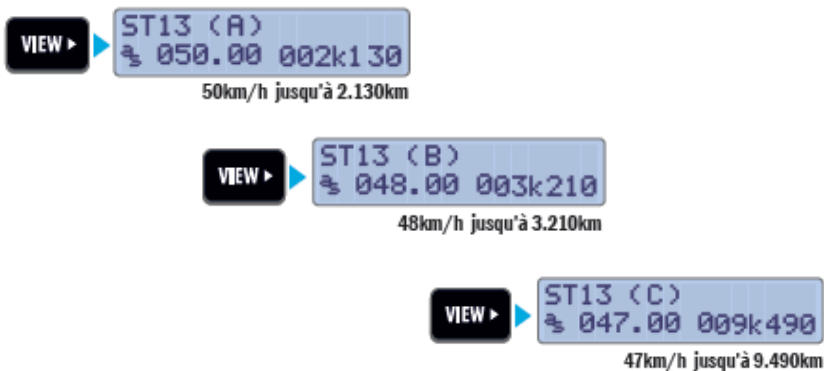 VIEW ▸
ST13 (A)
050.00 002k130
50km/h jusqu'à 2.130km
VIEW ▸
ST13 (B)
048.00 003k210
48km/h jusqu'à 3.210km
VIEW ▸
ST13 (C)
047.00 009k490
47km/h jusqu'à 9.490km